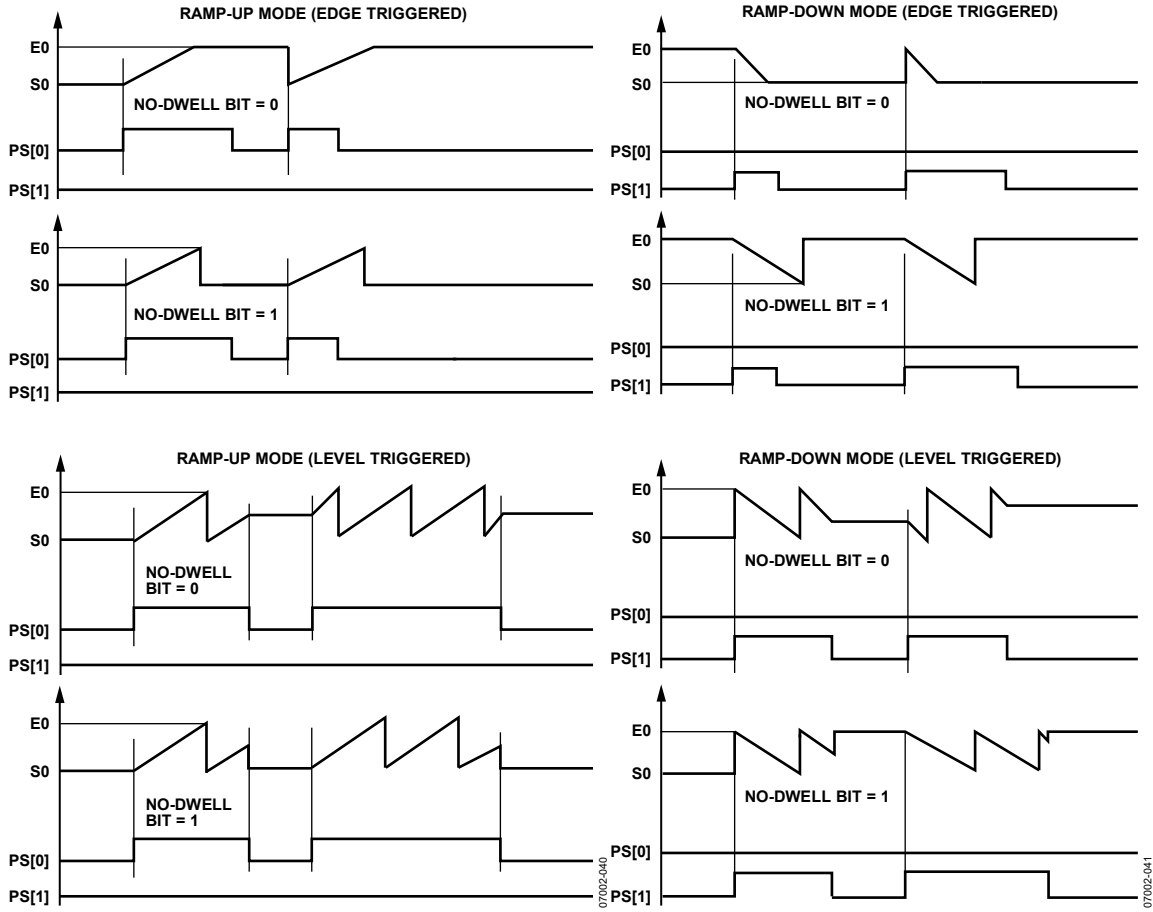 RAMP-UP MODE (EDGE TRIGGERED)
E0
S0
NO-DWELL BIT = 0
PS[0]
PS[1]
E0
S0
NO-DWELL BIT = 1
PS[0]
PS[1]
RAMP-DOWN MODE (EDGE TRIGGERED)
E0
S0
NO-DWELL BIT = 0
PS[0]
PS[1]
E0
S0
NO-DWELL BIT = 1
PS[0]
PS[1]
RAMP-UP MODE (LEVEL TRIGGERED)
E0
S0
NO-DWELL
BIT = 0
PS[0]
PS[1]
E0
S0
NO-DWELL
BIT = 1
PS[0]
PS[1]
07002-040
RAMP-DOWN MODE (LEVEL TRIGGERED)
E0
S0
NO-DWELL BIT = 0
PS[0]
PS[1]
E0
S0
NO-DWELL BIT = 1
PS[0]
PS[1]
07002-041